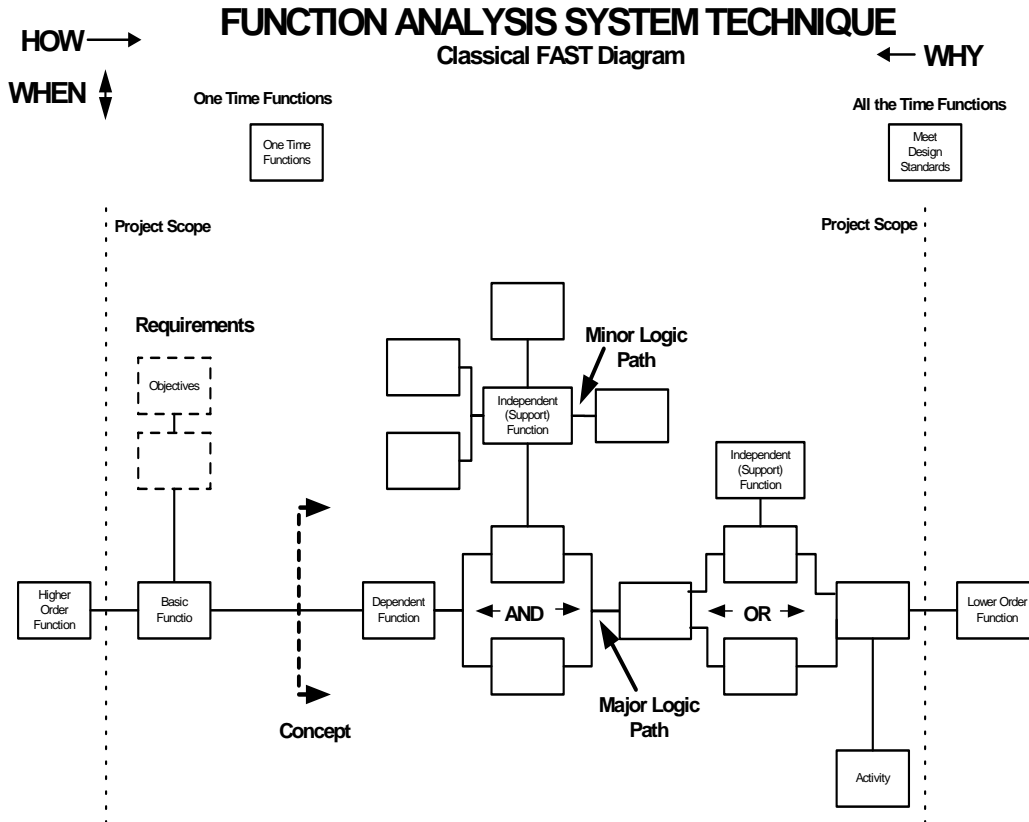 FUNCTION ANALYSIS SYSTEM TECHNIQUE
Classical FAST Diagram
HOW
WHY
WHEN
One Time Functions
All the Time Functions
One Time
Functions
Meet
Design
Standards
Project Scope
Project Scope
Requirements
Objectives
Minor Logic
Path
Independent
(Support)
Function
Independent
(Support)
Function
Higher
Order
Function
Basic
Functio
Dependent
Function
AND
OR
Lower Order
Function
Concept
Major Logic
Path
Activity